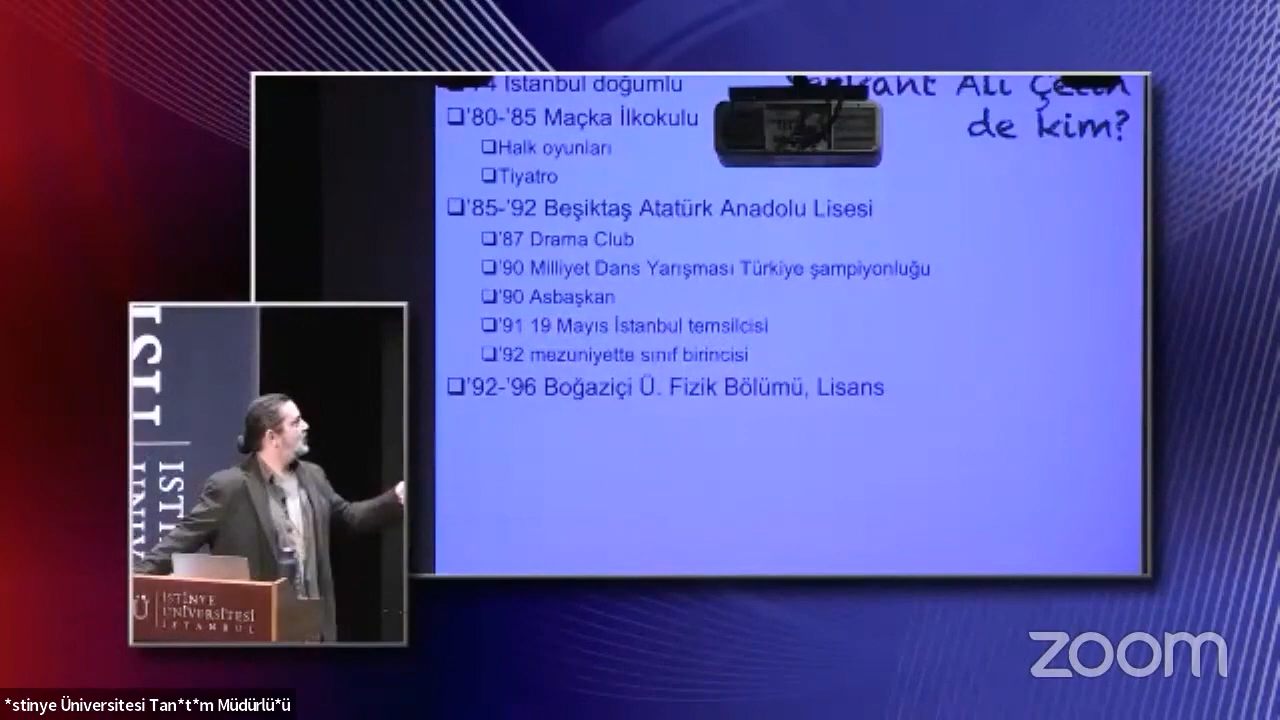 İstanbul doğumlu
Ali Çetin
de kim?
❑'80-'85 Maçka İlkokulu
❑Halk oyunları
❑Tiyatro
❑'85-'92 Beşiktaş Atatürk Anadolu Lisesi
❑'87 Drama Club
❑'90 Milliyet Dans Yarışması Türkiye şampiyonluğu
❑'90 Asbaşkan
❑'91 19 Mayıs İstanbul temsilcisi
❑'92 mezuniyette sınıf birincisi
❑'92-'96 Boğaziçi Ü. Fizik Bölümü, Lisans
İSTİNYE
ÜNİVERSİTESİ
İSTANBUL
zoom
*stinye Üniversitesi Tan*t*m Müdürlü*ü